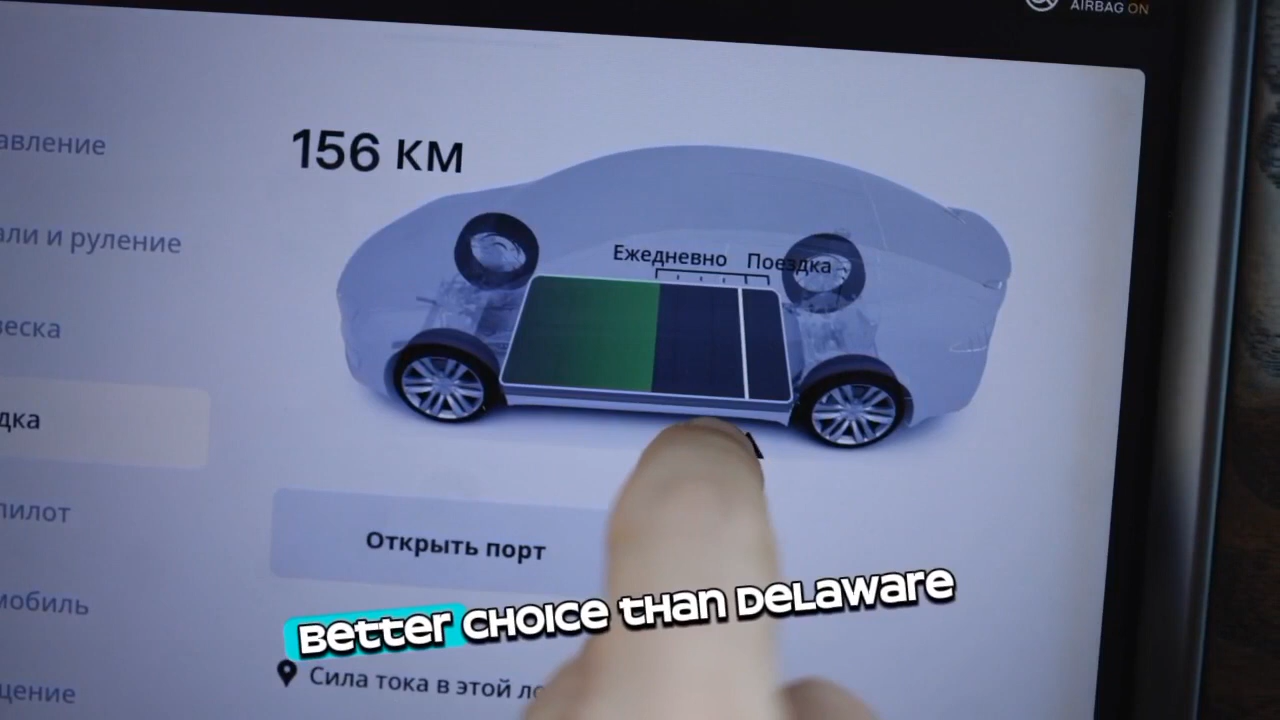 AIRBAG ON
авление
156 км
али и руление
Ежедневно Поездка
веска
дка
пилот
Открыть порт
мобиль
BETTER CHOICE THAN DELAWARE
Сила тока в этой ло
щение